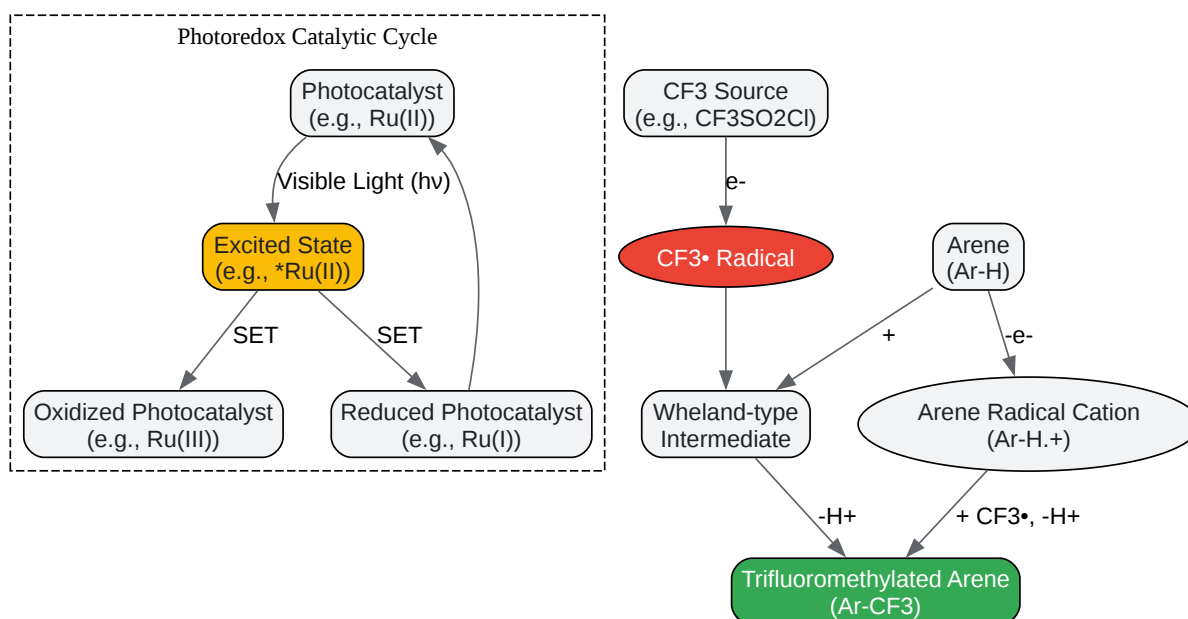 Photoredox Catalytic Cycle
Photocatalyst
(e.g., Ru(II))
Visible Light (hν)
Excited State
(e.g., *Ru(II))
SET
SET
Oxidized Photocatalyst
(e.g., Ru(III))
Reduced Photocatalyst
(e.g., Ru(I))
CF3 Source
(e.g., CF3SO2Cl)
e-
CF3• Radical
Arene
(Ar-H)
+
-e-
Wheland-type
Intermediate
Arene Radical Cation
(Ar-H.+)
-H+
+ CF3•, -H+
Trifluoromethylated Arene
(Ar-CF3)